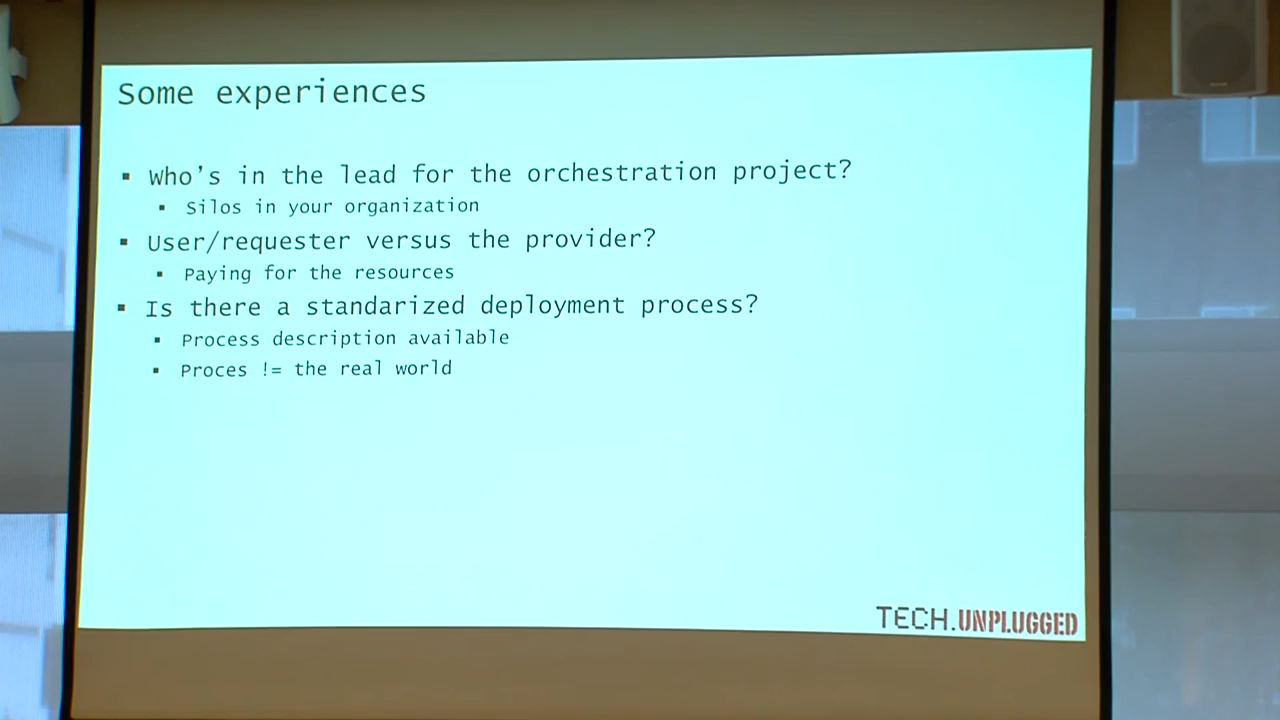 Some experiences
▪ Who's in the lead for the orchestration project?
▪ Silos in your organization
▪ User/requester versus the provider?
▪ Paying for the resources
▪ Is there a standarized deployment process?
▪ Process description available
▪ Proces != the real world
TECH.UNPLUGGED